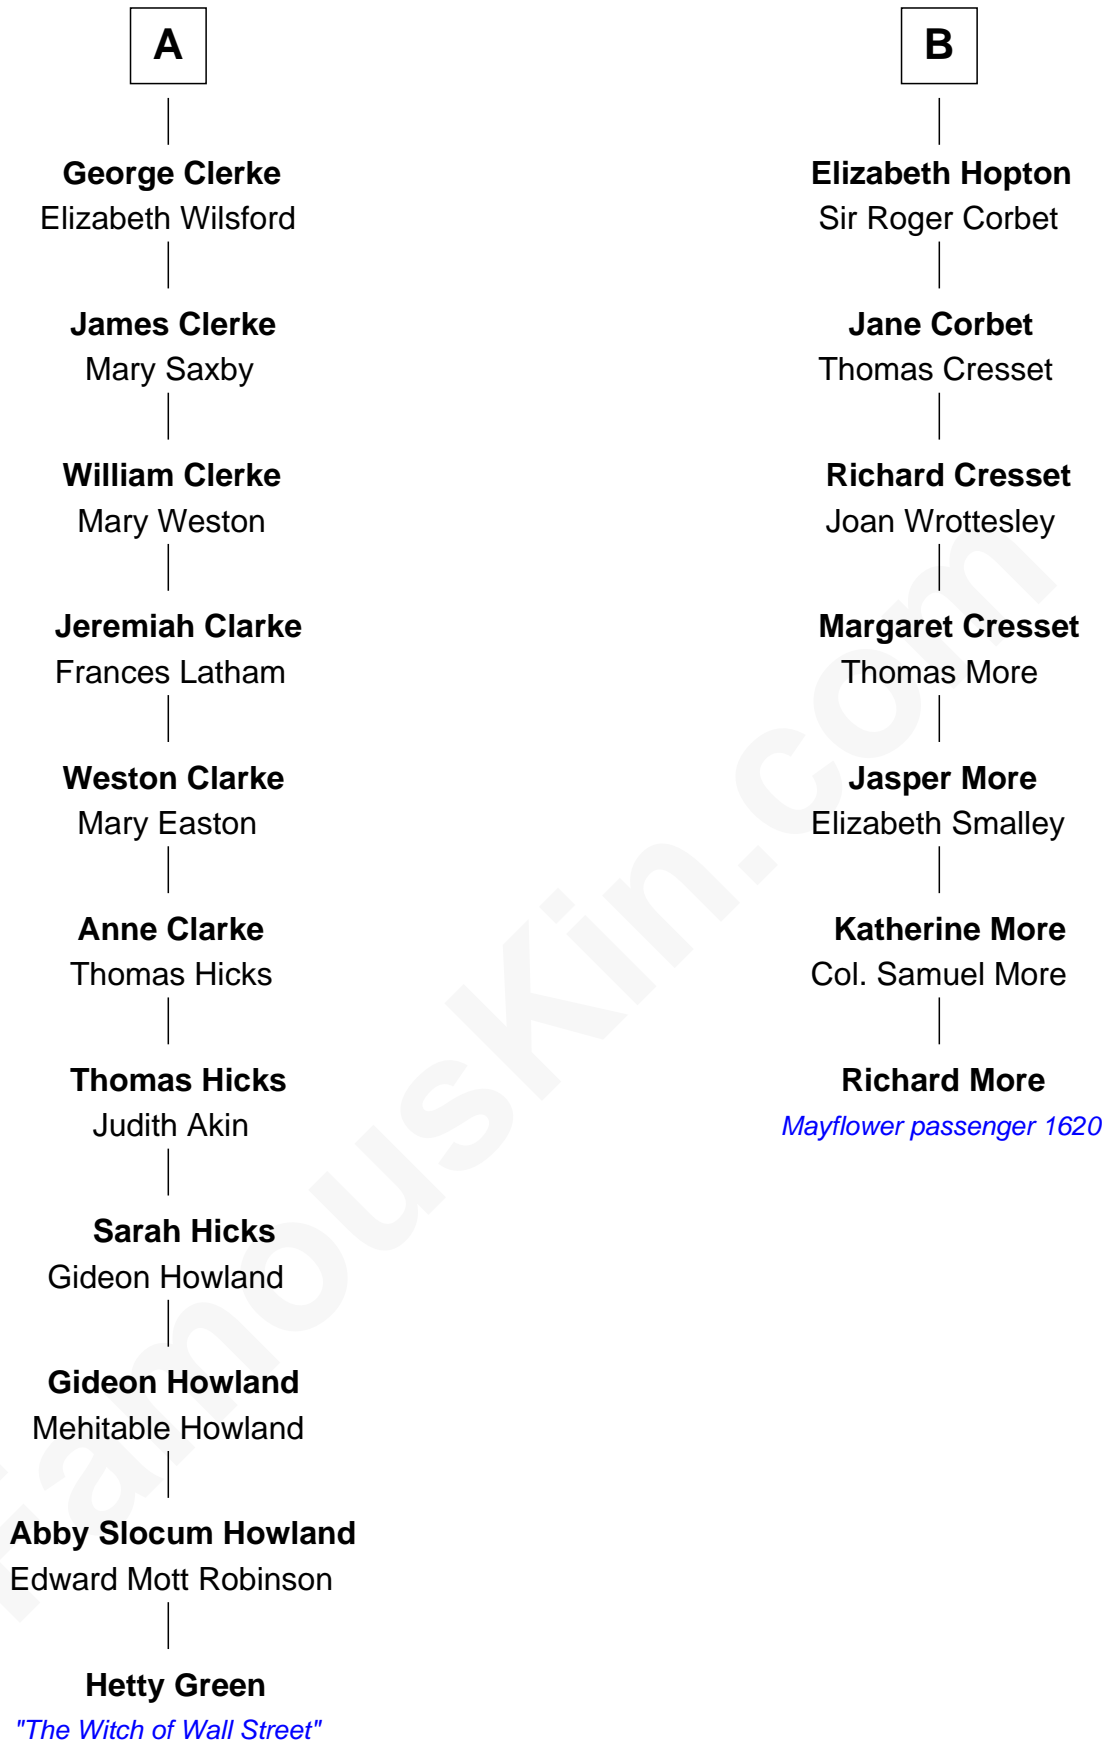 A
George Clerke
Elizabeth Wilsford
James Clerke
Mary Saxby
William Clerke
Mary Weston
Jeremiah Clarke
Frances Latham
Weston Clarke
Mary Easton
Anne Clarke
Thomas Hicks
Thomas Hicks
Judith Akin
Sarah Hicks
Gideon Howland
Gideon Howland
Mehitable Howland
Abby Slocum Howland
Edward Mott Robinson
Hetty Green
"The Witch of Wall Street"
B
Elizabeth Hopton
Sir Roger Corbet
Jane Corbet
Thomas Cresset
Richard Cresset
Joan Wrottesley
Margaret Cresset
Thomas More
Jasper More
Elizabeth Smalley
Katherine More
Col. Samuel More
Richard More
Mayflower passenger 1620
FamousKin.com